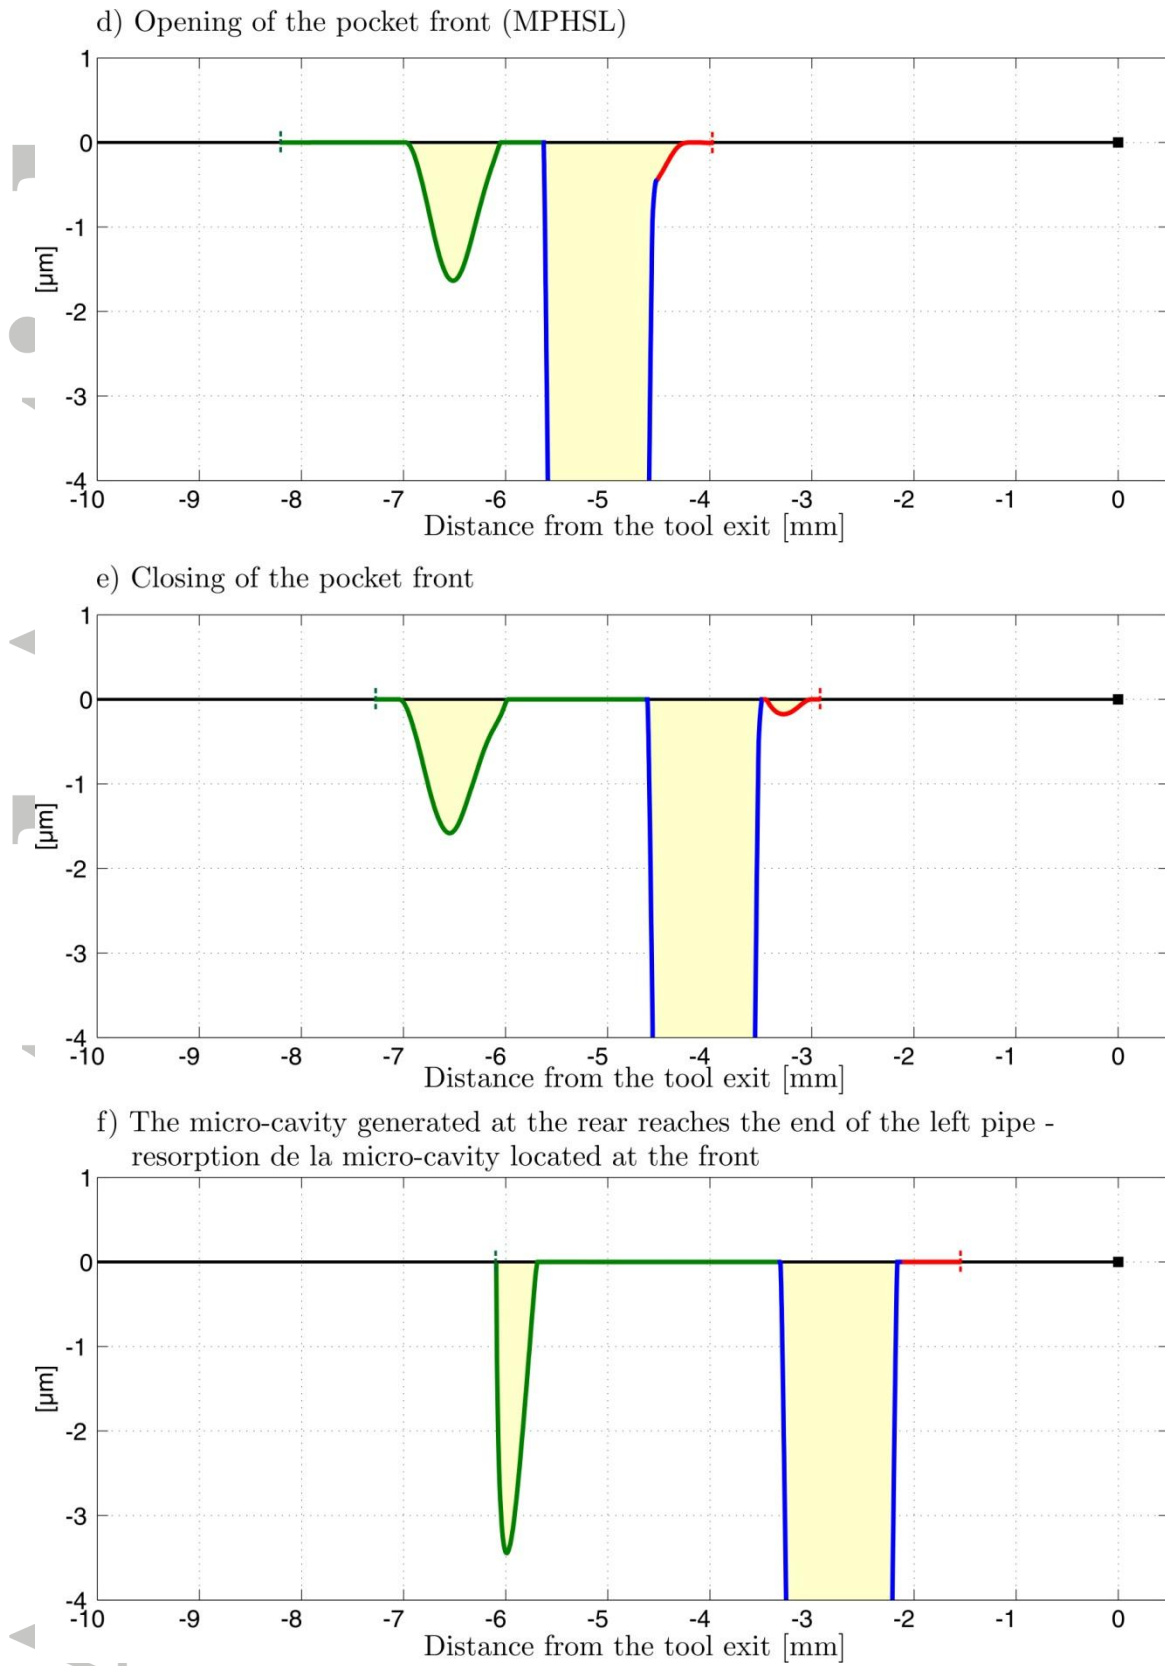 d) Opening of the pocket front (MPHSL)
1
0
-1
-2
-3
-4
[µm]
-10 -9 -8 -7 -6 -5 -4 -3 -2 -1 0
Distance from the tool exit [mm]
e) Closing of the pocket front
1
0
-1
-2
-3
-4
[µm]
-10 -9 -8 -7 -6 -5 -4 -3 -2 -1 0
Distance from the tool exit [mm]
f) The micro-cavity generated at the rear reaches the end of the left pipe -
resorption de la micro-cavity located at the front
1
0
-1
-2
-3
-4
[µm]
-10 -9 -8 -7 -6 -5 -4 -3 -2 -1 0
Distance from the tool exit [mm]